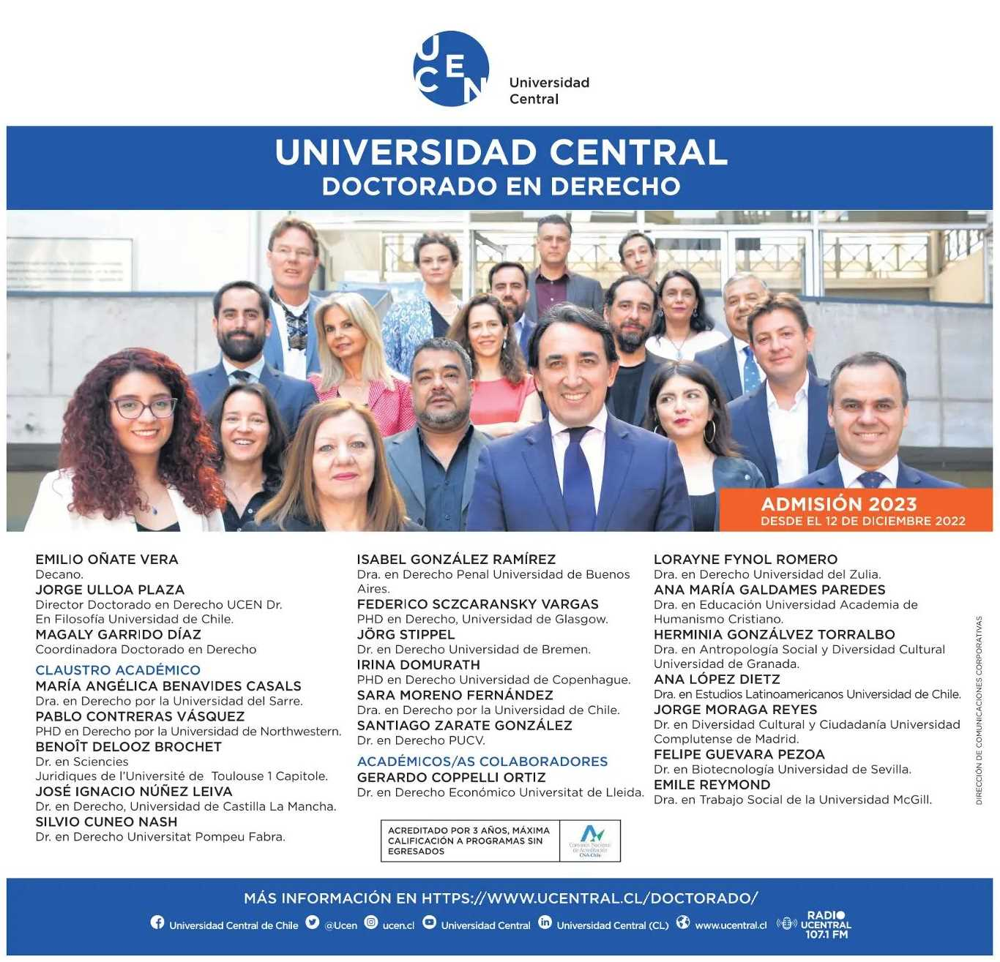 UCEN
Universidad
Central
UNIVERSIDAD CENTRAL
DOCTORADO EN DERECHO
ADMISIÓN 2023
DESDE EL 12 DE DICIEMBRE 2022
EMILIO OÑATE VERA
Decano.
JORGE ULLOA PLAZA
Director Doctorado en Derecho UCEN Dr.
En Filosofía Universidad de Chile.
MAGALY GARRIDO DÍAZ
Coordinadora Doctorado en Derecho
CLAUSTRO ACADÉMICO
MARÍA ANGÉLICA BENAVIDES CASALS
Dra. en Derecho por la Universidad del Sarre.
PABLO CONTRERAS VÁSQUEZ
PHD en Derecho por la Universidad de Northwestern.
BENOÎT DELOOZ BROCHET
Dr. en Sciencies
Juridiques de l'Université de Toulouse 1 Capitole.
JOSÉ IGNACIO NÚÑEZ LEIVA
Dr. en Derecho, Universidad de Castilla La Mancha.
SILVIO CUNEO NASH
Dr. en Derecho Universitat Pompeu Fabra.
ISABEL GONZÁLEZ RAMÍREZ
Dra. en Derecho Penal Universidad de Buenos
Aires.
FEDERICO SCZCARANSKY VARGAS
PHD en Derecho, Universidad de Glasgow.
JÖRG STIPPEL
Dr. en Derecho Universidad de Bremen.
IRINA DOMURATH
PHD en Derecho Universidad de Copenhague.
SARA MORENO FERNÁNDEZ
Dra. en Derecho por la Universidad de Chile.
SANTIAGO ZARATE GONZÁLEZ
Dr. en Derecho PUCV.
ACADÉMICOS/AS COLABORADORES
GERARDO COPPELLI ORTIZ
Dr. en Derecho Económico Universitat de Lleida.
LORAYNE FYNOL ROMERO
Dra. en Derecho Universidad del Zulia.
ANA MARÍA GALDAMES PAREDES
Dra. en Educación Universidad Academia de
Humanismo Cristiano.
HERMINIA GONZÁLVEZ TORRALBO
Dra. en Antropología Social y Diversidad Cultural
Universidad de Granada.
ANA LÓPEZ DIETZ
Dra. en Estudios Latinoamericanos Universidad de Chile.
JORGE MORAGA REYES
Dr. en Diversidad Cultural y Ciudadanía Universidad
Complutense de Madrid.
FELIPE GUEVARA PEZOA
Dr. en Biotecnología Universidad de Sevilla.
EMILE REYMOND
Dra. en Trabajo Social de la Universidad McGill.
DIRECCIÓN DE COMUNICACIONES CORPORATIVAS
ACREDITADO POR 3 AÑOS, MÁXIMA
CALIFICACIÓN A PROGRAMAS SIN
EGRESADOS
Comisión Nacional
de Acreditación
CNA-Chile
MÁS INFORMACIÓN EN HTTPS://WWW.UCENTRAL.CL/DOCTORADO/
Universidad Central de Chile @Ucen ucen.cl Universidad Central Universidad Central (CL) www.ucentral.cl
RADIO
UCENTRAL
107.1 FM